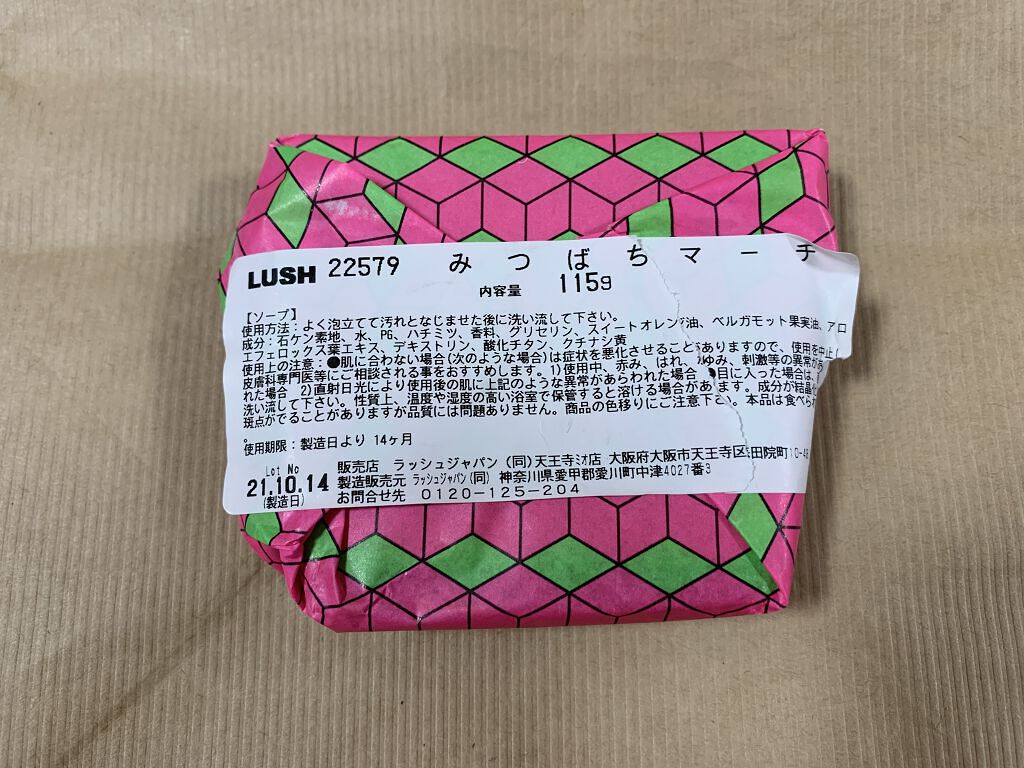 LUSH 22579 みつばちマーチ
内容量 115g
【ソープ】
使用方法：よく泡立てて汚れとなじませた後に洗い流して下さい。
成分：石ケン素地、水、PG、ハチミツ、香料、グリセリン、スイートオレンジ油、ベルガモット果実油、アロ
エフェロックス葉エキス、デキストリン、酸化チタン、クチナシ黄
使用上の注意：●肌に合わない場合(次のような場合)は症状を悪化させることがありますので、使用を中止し
皮膚科専門医等にご相談される事をおすすめします。1)使用中、赤み、はれ、かゆみ、刺激等の異常が
れた場合 2)直射日光により使用後の肌に上記のような異常があらわれた場合 ●目に入った場合は、
洗い流して下さい。性質上、温度や湿度の高い浴室で保管すると溶ける場合があります。成分が結晶化
斑点がでることがありますが品質には問題ありません。商品の色移りにご注意下さい。本品は食べられ
。
使用期限：製造日より 14ヶ月
Lot No
21.10.14
(製造日)
販売店 ラッシュジャパン(同)天王寺ミオ店 大阪府大阪市天王寺区悲田院町10-48
製造販売元 ラッシュジャパン(同) 神奈川県愛甲郡愛川町中津4027番3
お問合せ先 0120-125-204